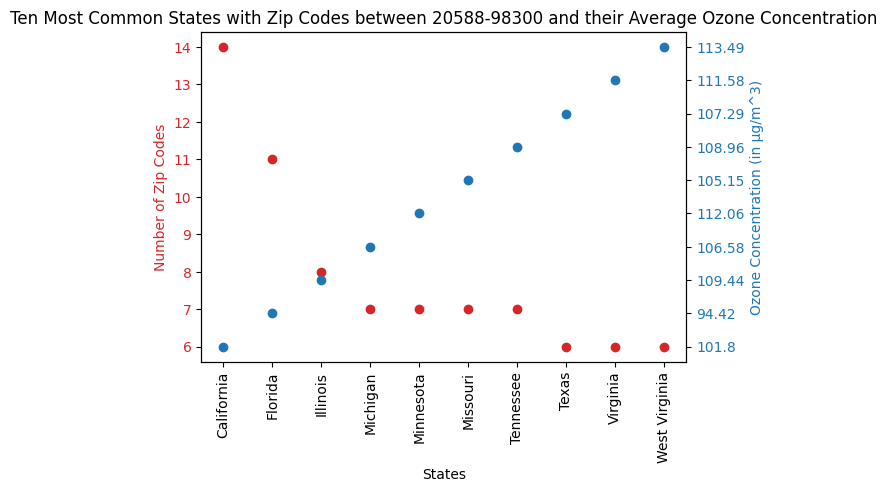 Ten Most Common States with Zip Codes between 20588-98300 and their Average Ozone Concentration
Number of Zip Codes
14
13
12
11
10
9
8
7
6
113.49
111.58
107.29
108.96
105.15
112.06
106.58
109.44
94.42
101.8
Ozone Concentration (in μg/m^3)
California
Florida
Illinois
Michigan
Minnesota
Missouri
Tennessee
Texas
Virginia
West Virginia
States